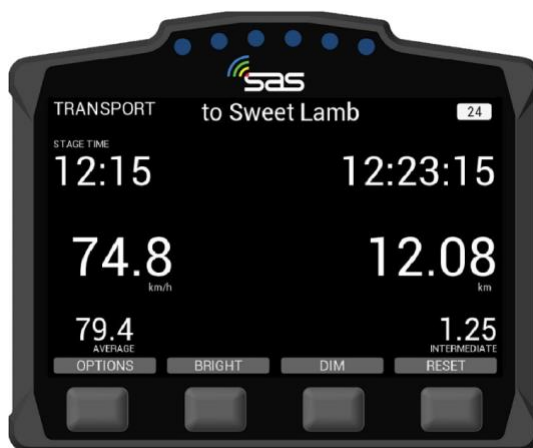 sas
TRANSPORT to Sweet Lamb 24
STAGE TIME
12:15 12:23:15
74.8 12.08
km/h km
79.4 1.25
AVERAGE INTERMEDIATE
OPTIONS BRIGHT DIM RESET